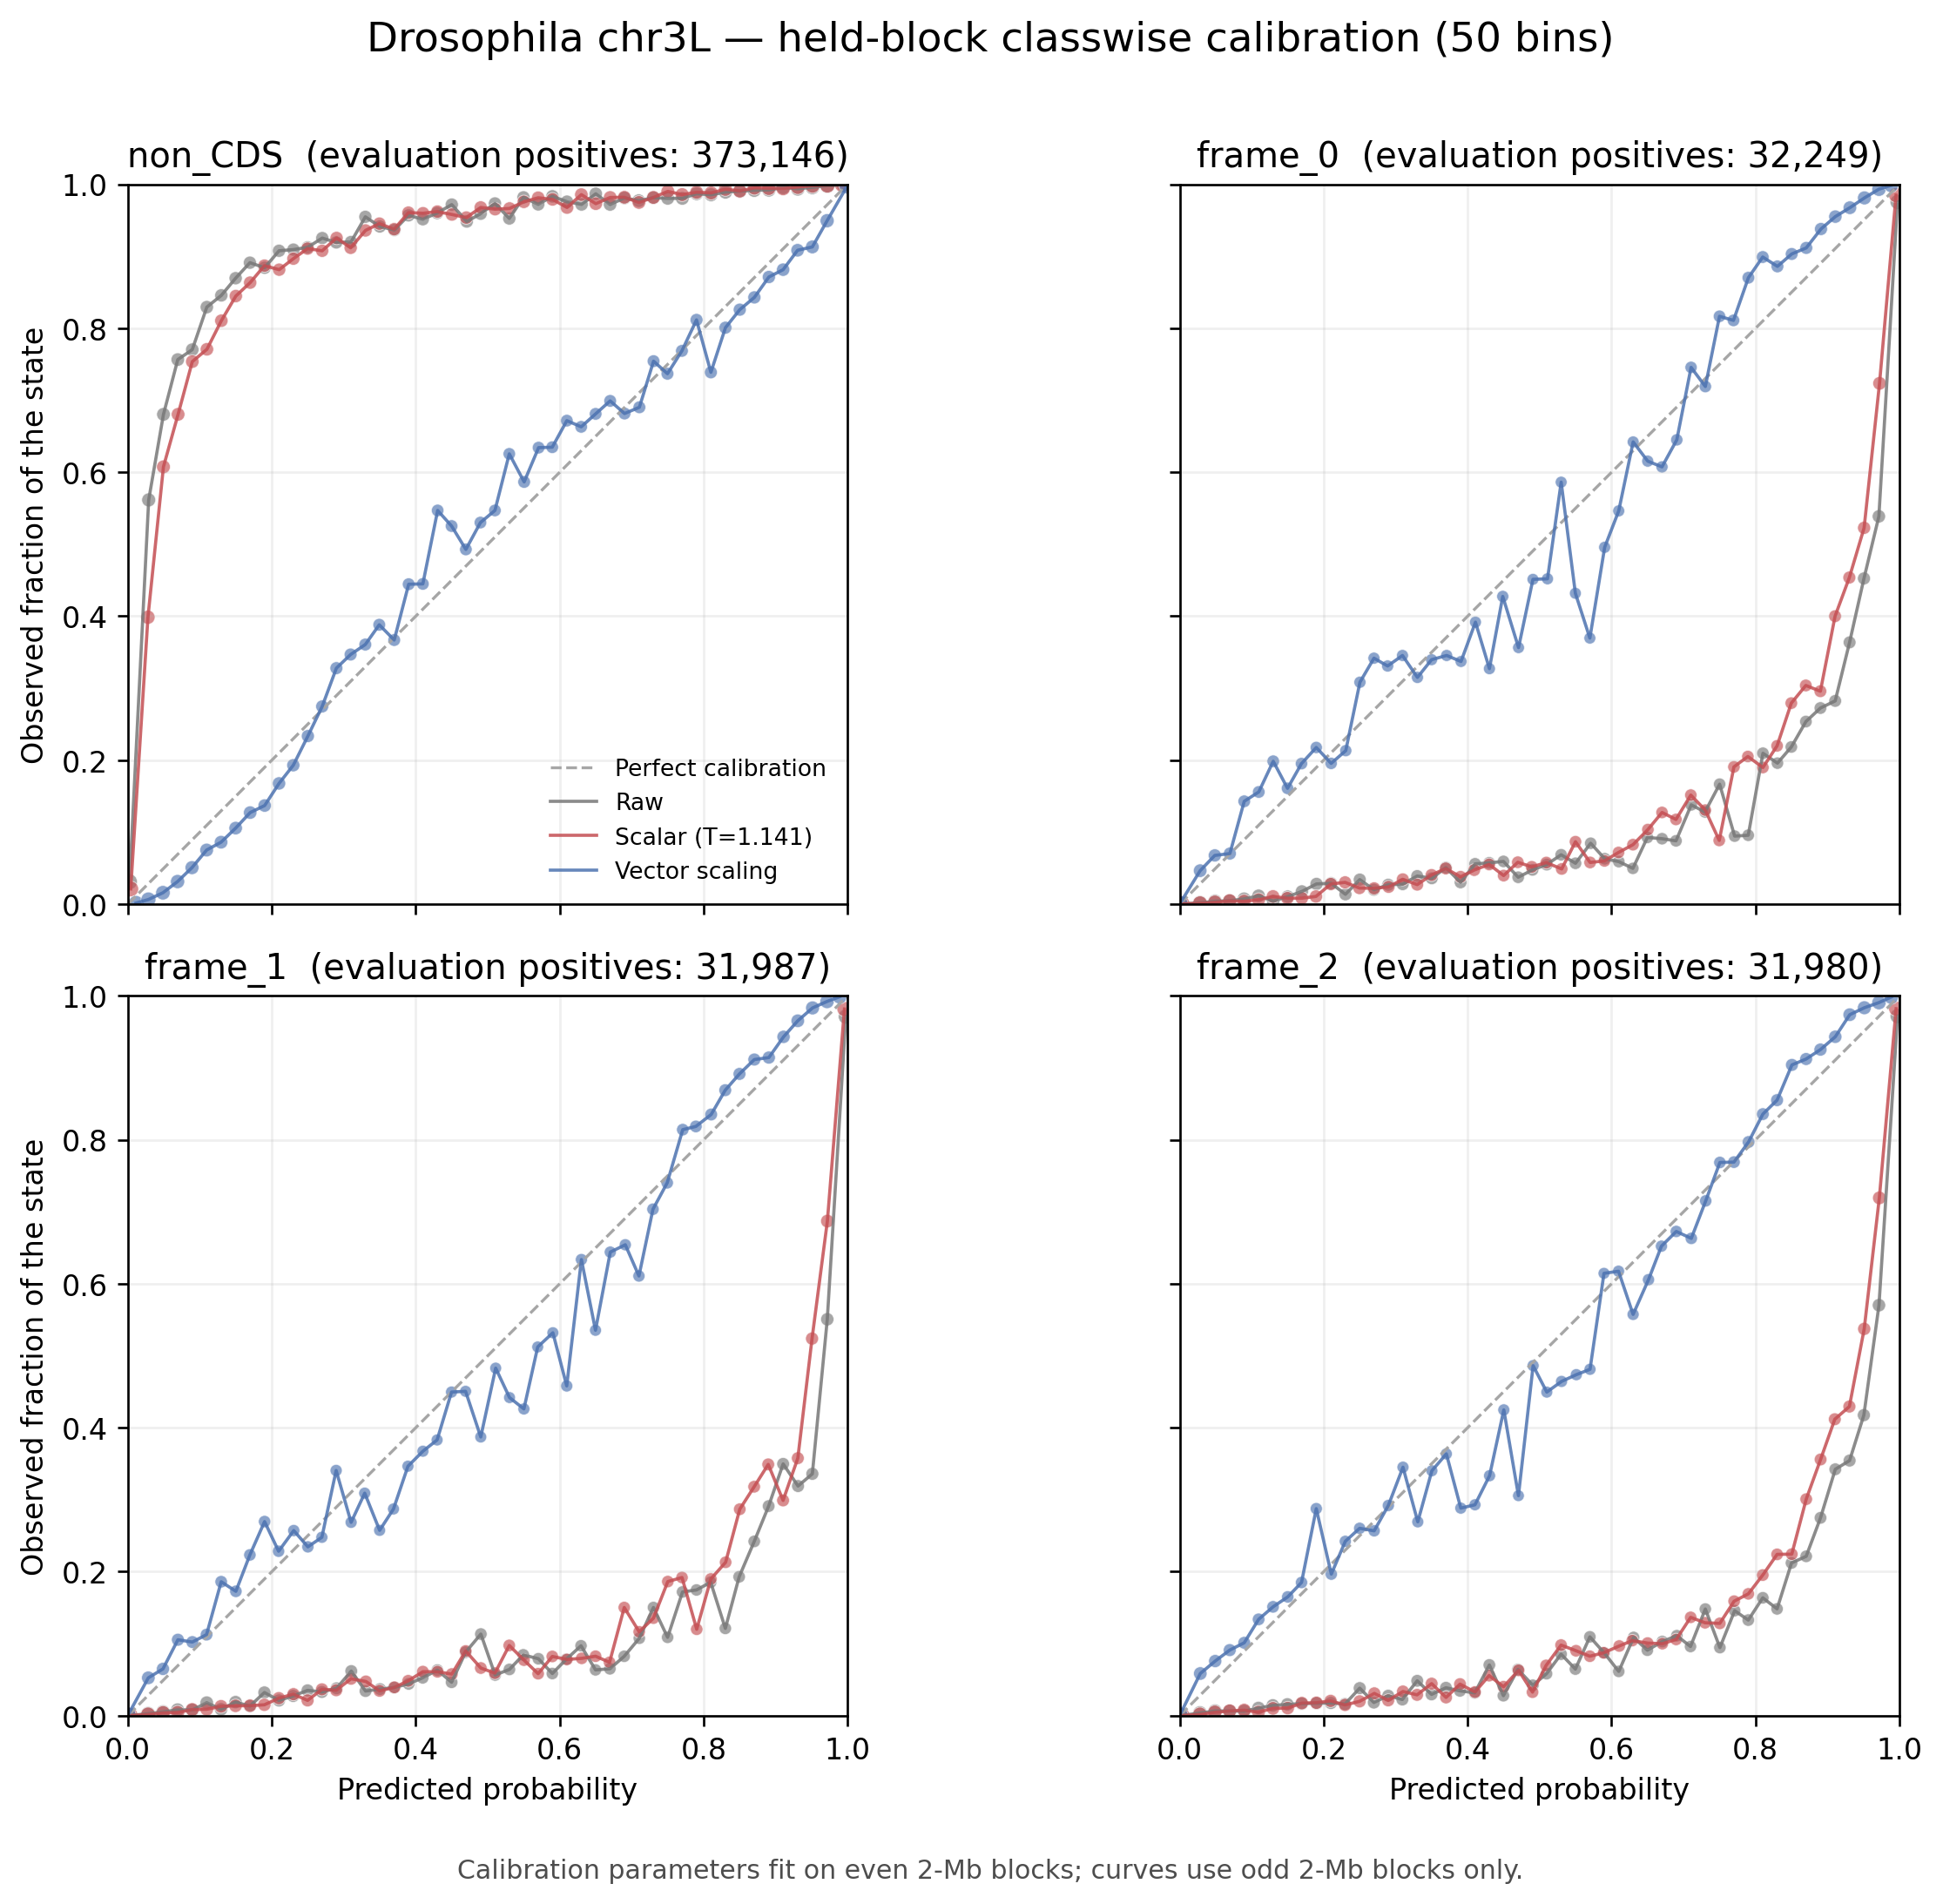 Drosophila chr3L — held-block classwise calibration (50 bins)
non_CDS  (evaluation positives: 373,146)
frame_0  (evaluation positives: 32,249)
1.0
0.8
0.6
0.4
0.2
0.0
Observed fraction of the state
Perfect calibration
Raw
Scalar (T=1.141)
Vector scaling
frame_1  (evaluation positives: 31,987)
frame_2  (evaluation positives: 31,980)
1.0
0.8
0.6
0.4
0.2
0.0
Observed fraction of the state
0.0 0.2 0.4 0.6 0.8 1.0
0.0 0.2 0.4 0.6 0.8 1.0
Predicted probability
Predicted probability
Calibration parameters fit on even 2-Mb blocks; curves use odd 2-Mb blocks only.